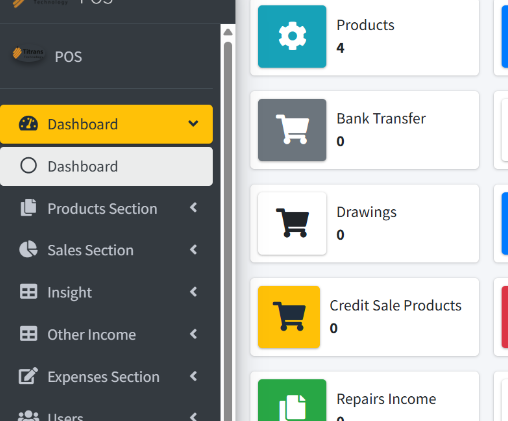 POS
POS
Dashboard
Dashboard
Products Section
Sales Section
Insight
Other Income
Expenses Section
Users
Products
4
Bank Transfer
0
Drawings
0
Credit Sale Products
0
Repairs Income
0